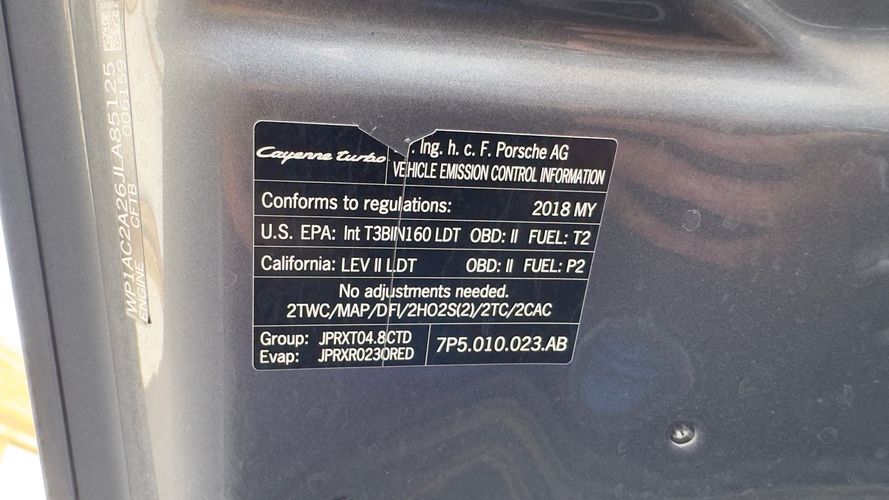 WP1AC2A26JLA85125
ENGINE CFTB 006159
Cayenne turbo
. Ing. h. c. F. Porsche AG
VEHICLE EMISSION CONTROL INFORMATION
Conforms to regulations: 2018 MY
U.S. EPA: Int T3BIN160 LDT OBD: II FUEL: T2
California: LEV II LDT OBD: II FUEL: P2
No adjustments needed.
2TWC/MAP/DFI/2HO2S(2)/2TC/2CAC
Group: JPRXT04.8CTD
Evap: JPRXR0230RED
7P5.010.023.AB